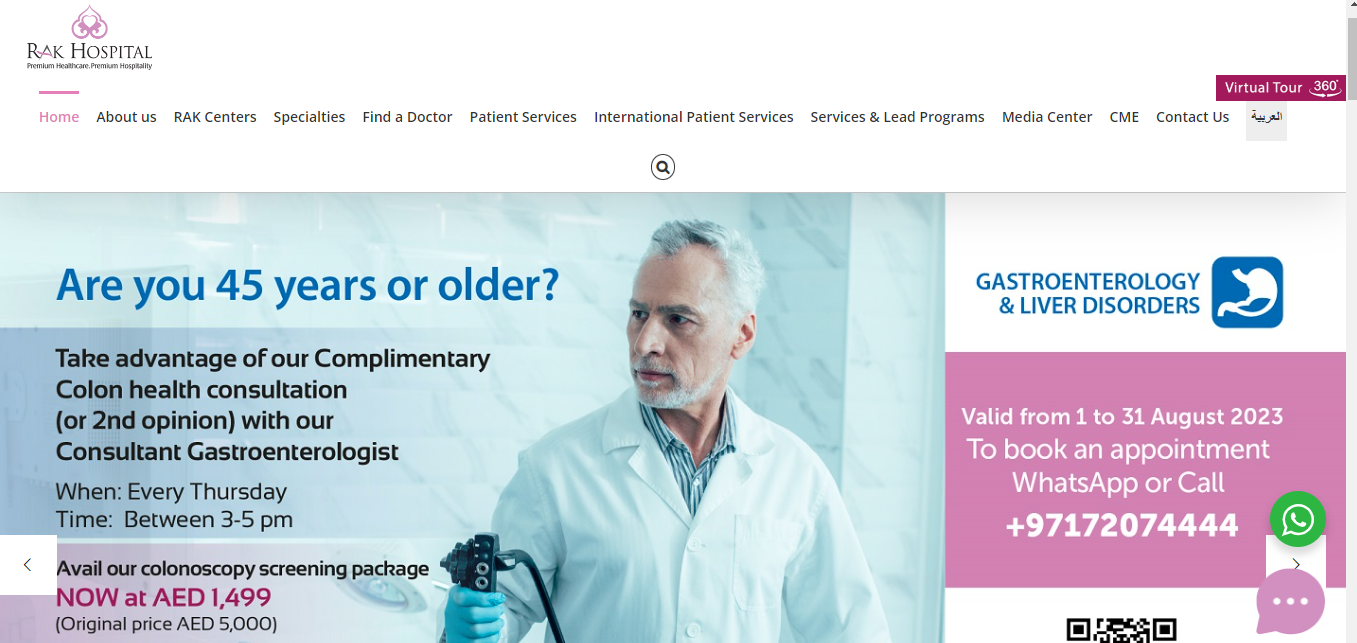 RAK HOSPITAL
Premium Healthcare.Premium Hospitality
Virtual Tour 360°
Home About us RAK Centers Specialties Find a Doctor Patient Services International Patient Services Services & Lead Programs Media Center CME Contact Us العربية
Are you 45 years or older?
Take advantage of our Complimentary
Colon health consultation
(or 2nd opinion) with our
Consultant Gastroenterologist
When: Every Thursday
Time: Between 3-5 pm
Avail our colonoscopy screening package
NOW at AED 1,499
(Original price AED 5,000)
GASTROENTEROLOGY
& LIVER DISORDERS
Valid from 1 to 31 August 2023
To book an appointment
WhatsApp or Call
+97172074444